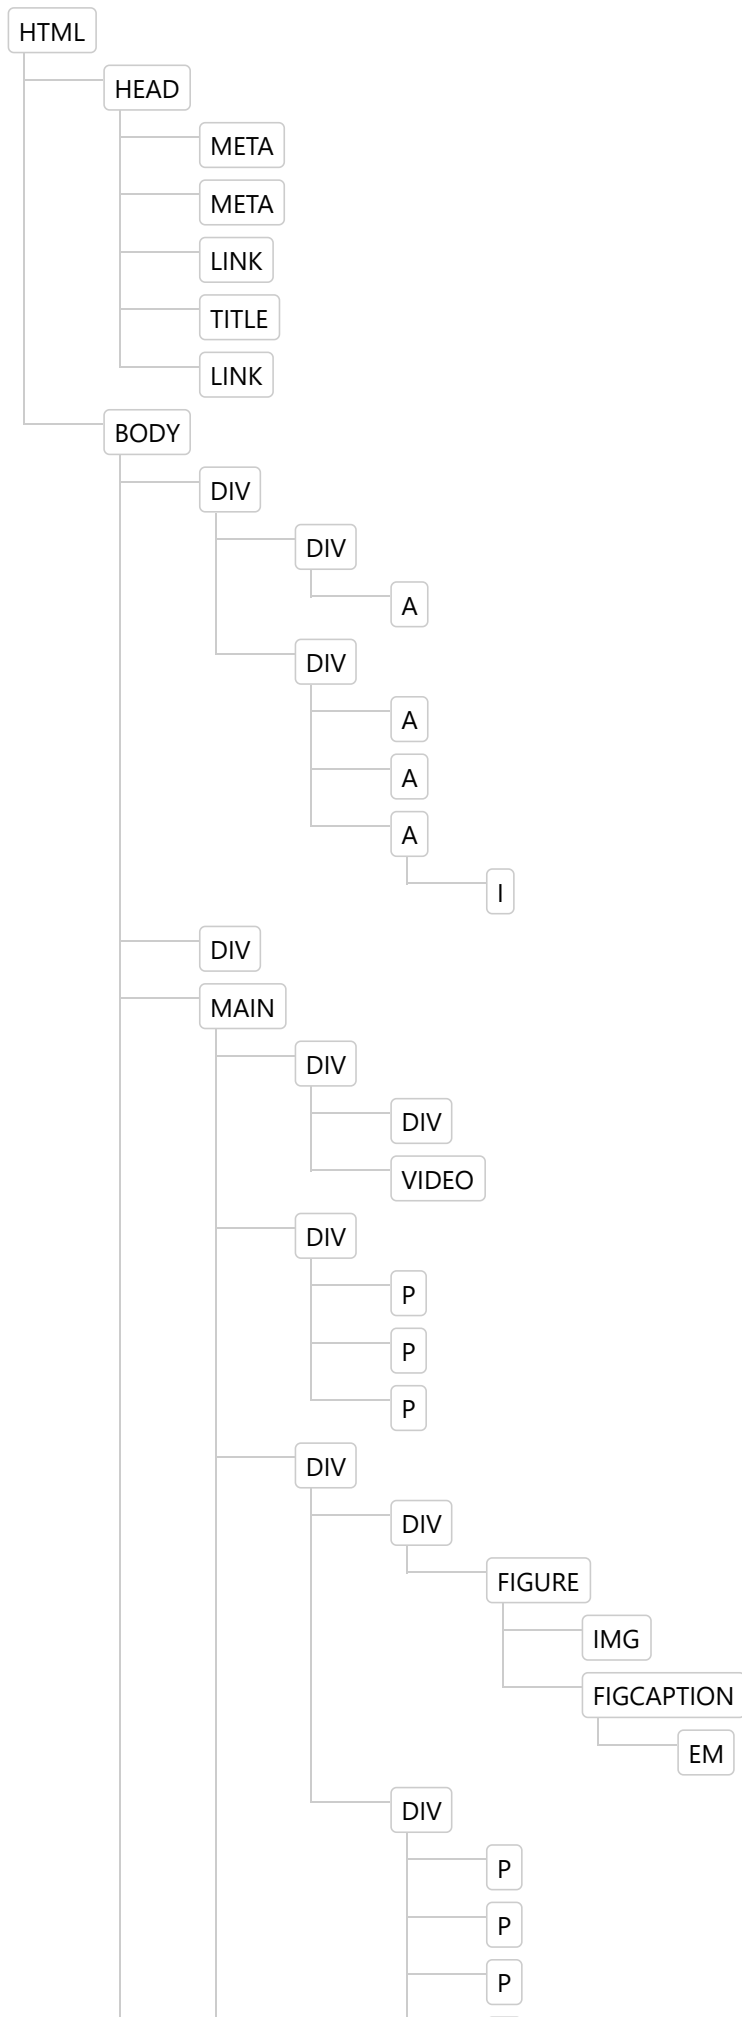 HTML
HEAD
META
META
LINK
TITLE
LINK
BODY
DIV
DIV
A
DIV
A
A
A
I
DIV
MAIN
DIV
DIV
VIDEO
DIV
P
P
P
DIV
DIV
FIGURE
IMG
FIGCAPTION
EM
DIV
P
P
P